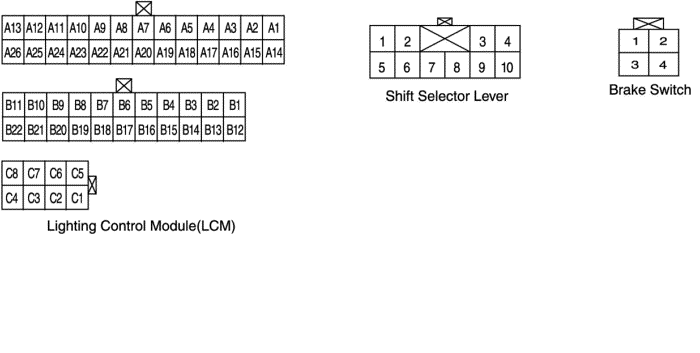 A13 A12 A11 A10 A9 A8 A7 A6 A5 A4 A3 A2 A1
A26 A25 A24 A23 A22 A21 A20 A19 A18 A17 A16 A15 A14
B11 B10 B9 B8 B7 B6 B5 B4 B3 B2 B1
B22 B21 B20 B19 B18 B17 B16 B15 B14 B13 B12
C8 C7 C6 C5
C4 C3 C2 C1
Lighting Control Module(LCM)
1 2 3 4
5 6 7 8 9 10
Shift Selector Lever
1 2
3 4
Brake Switch